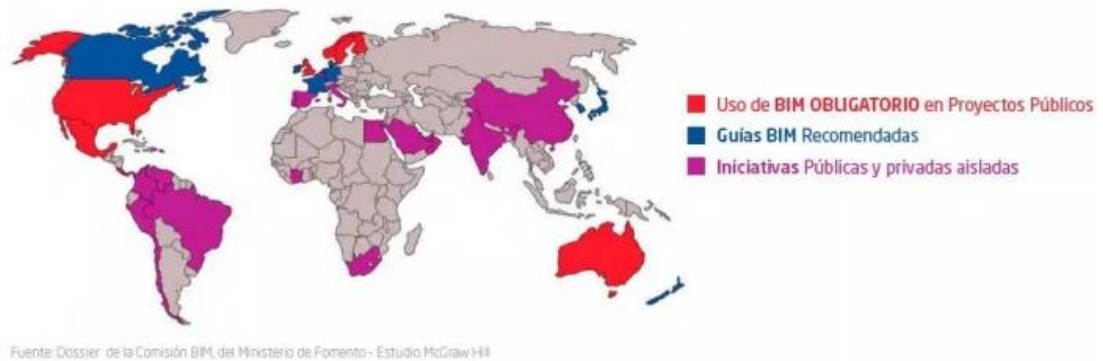 Uso de BIM OBLIGATORIO en Proyectos Públicos
Guías BIM Recomendadas
Iniciativas Públicas y privadas aisladas
Fuente: Dossier de la Comisión BIM, del Ministerio de Fomento - Estudio McGraw Hill